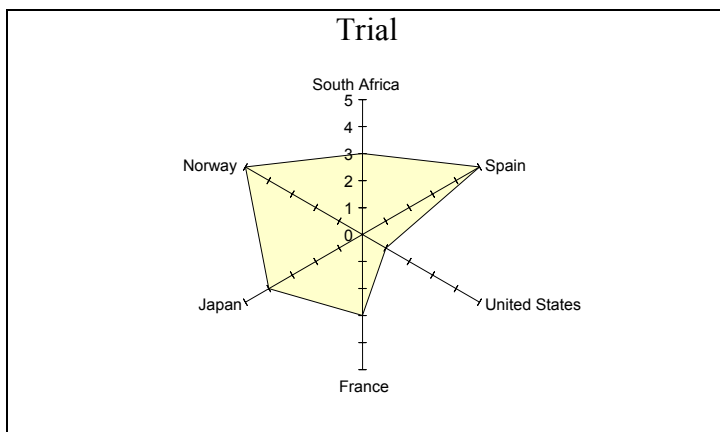 Trial
South Africa
5
4
Norway
3
Spain
2
1
0
Japan
United States
France